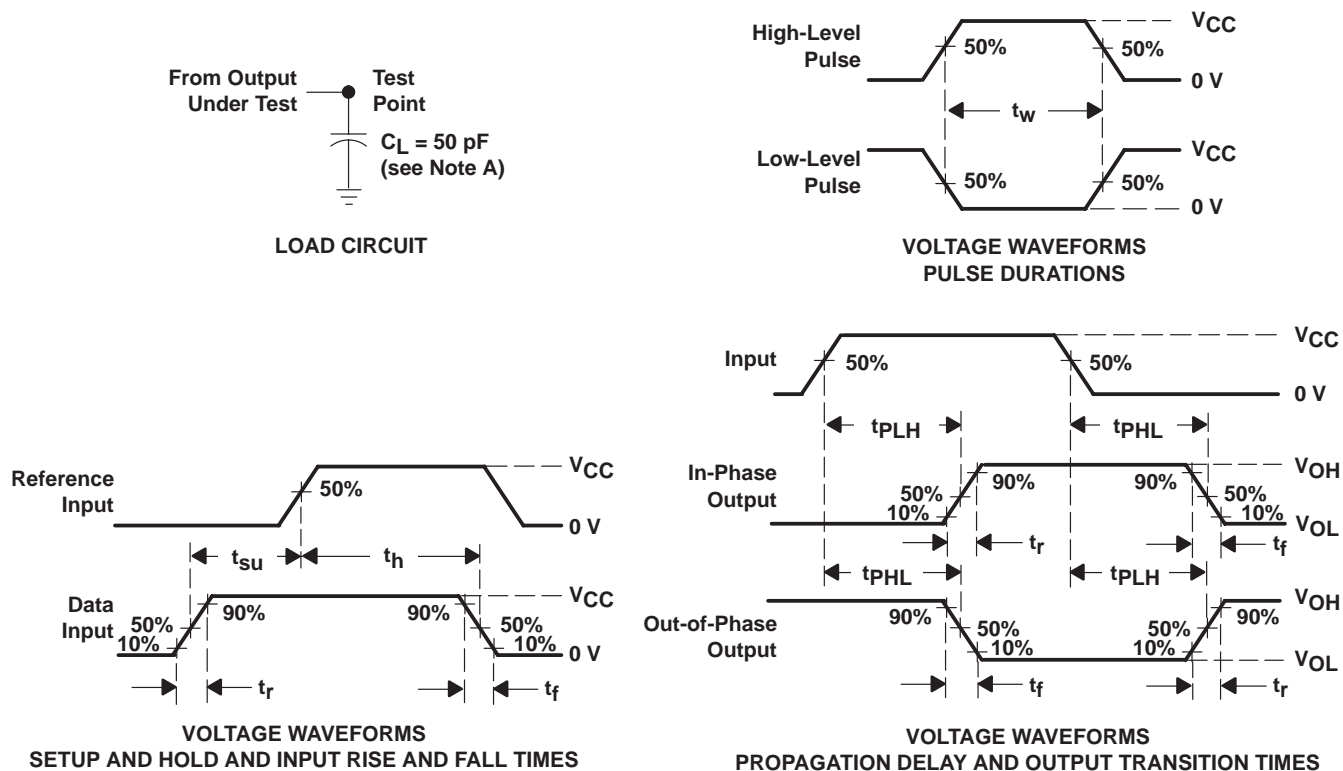 From Output
Under Test
Test
Point
CL = 50 pF
(see Note A)
LOAD CIRCUIT
High-Level
Pulse
50%
50%
VCC
0 V
tw
Low-Level
Pulse
50%
50%
VCC
0 V
VOLTAGE WAVEFORMS
PULSE DURATIONS
Reference
Input
50%
VCC
0 V
tsu
th
Data
Input
50%
10%
90%
90%
50%
10%
VCC
0 V
tr
tf
VOLTAGE WAVEFORMS
SETUP AND HOLD AND INPUT RISE AND FALL TIMES
Input
50%
50%
VCC
0 V
tPLH
tPHL
In-Phase
Output
50%
10%
90%
90%
50%
10%
VOH
VOL
tr
tf
tPHL
tPLH
Out-of-Phase
Output
90%
50%
10%
50%
10%
90%
VOH
VOL
tf
tr
VOLTAGE WAVEFORMS
PROPAGATION DELAY AND OUTPUT TRANSITION TIMES